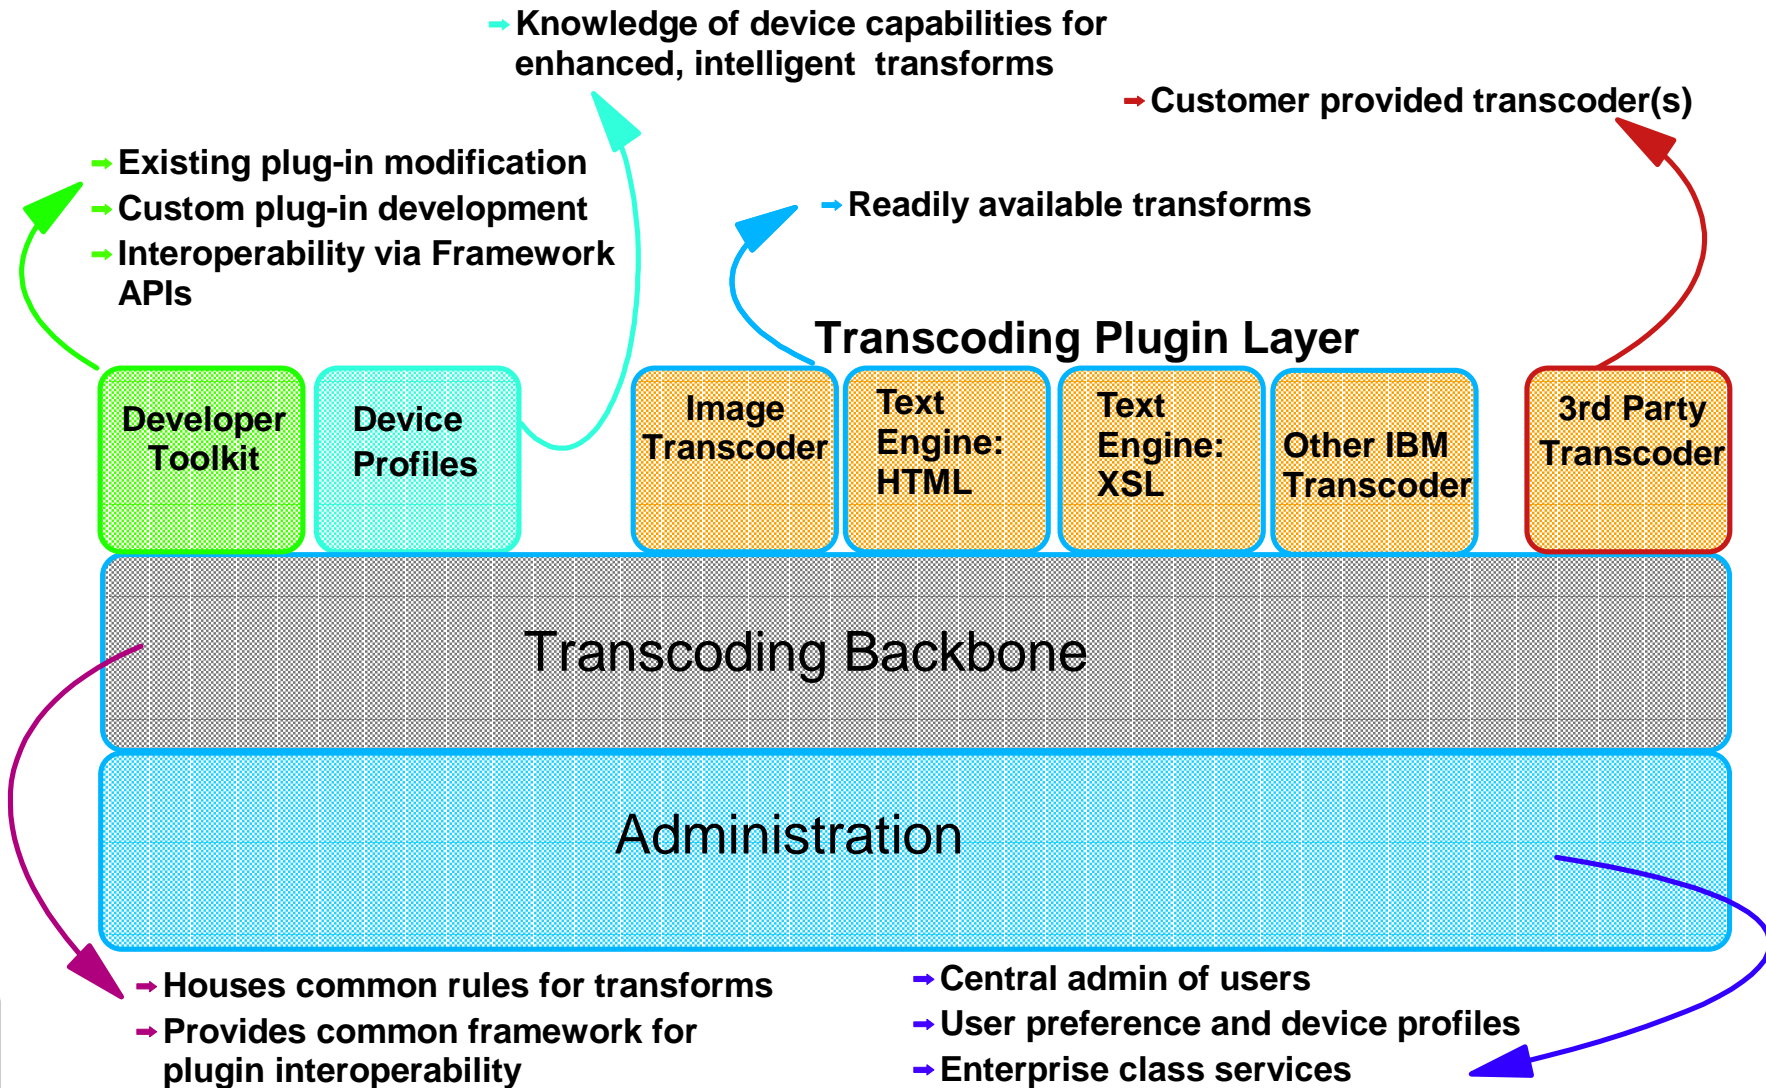 Knowledge of device capabilities for
enhanced, intelligent transforms
Customer provided transcoder(s)
Existing plug-in modification
Custom plug-in development
Interoperability via Framework
APIs
Readily available transforms
Transcoding Plugin Layer
Developer
Toolkit
Device
Profiles
Image
Transcoder
Text
Engine:
HTML
Text
Engine:
XSL
Other IBM
Transcoder
3rd Party
Transcoder
Transcoding Backbone
Administration
Houses common rules for transforms
Provides common framework for
plugin interoperability
Central admin of users
User preference and device profiles
Enterprise class services